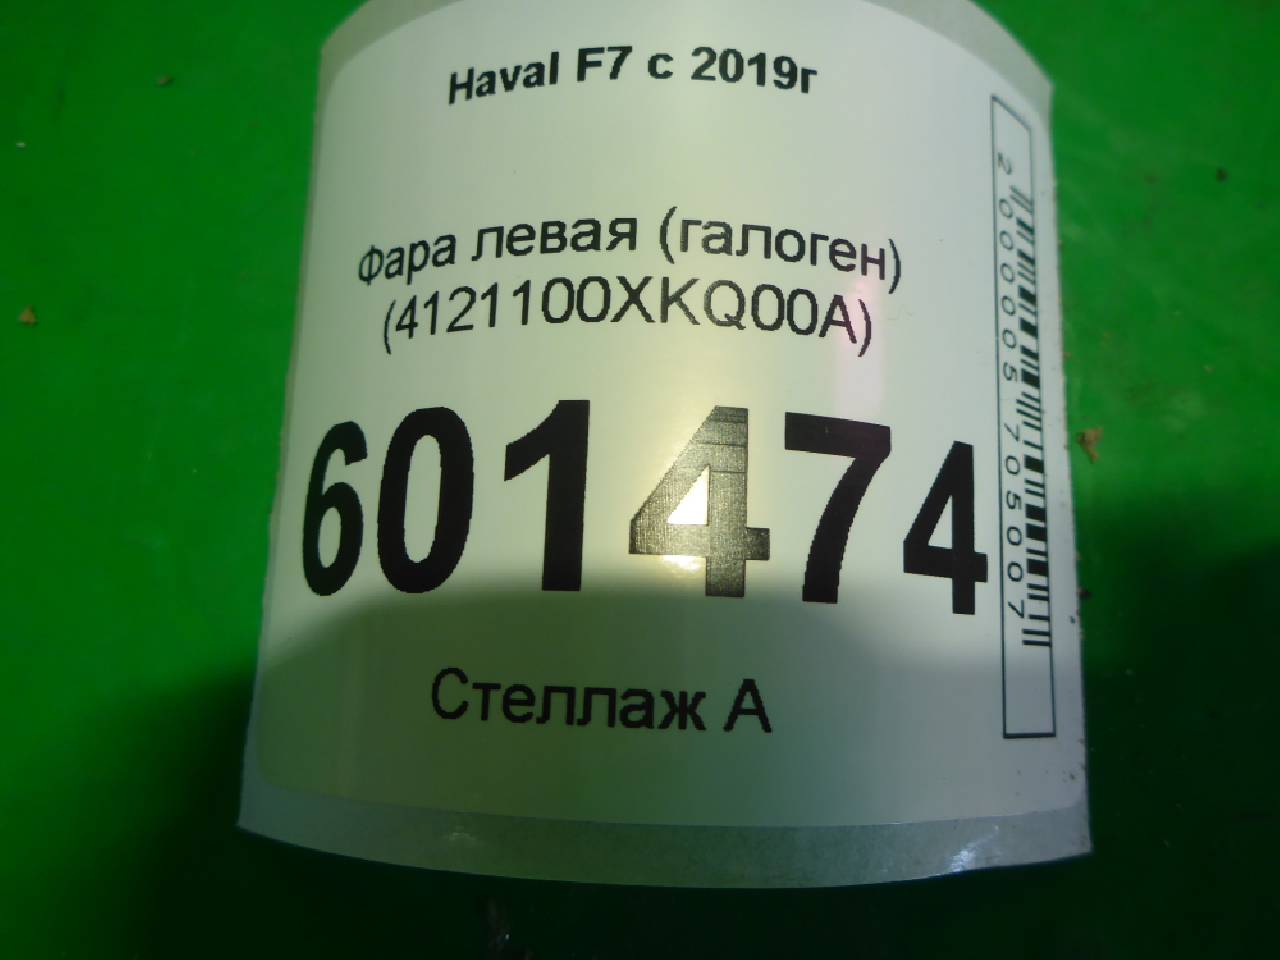 Haval F7 с 2019г
Фара левая (галоген)
(4121100XKQ00A)
601474
Стеллаж А
2000005705007